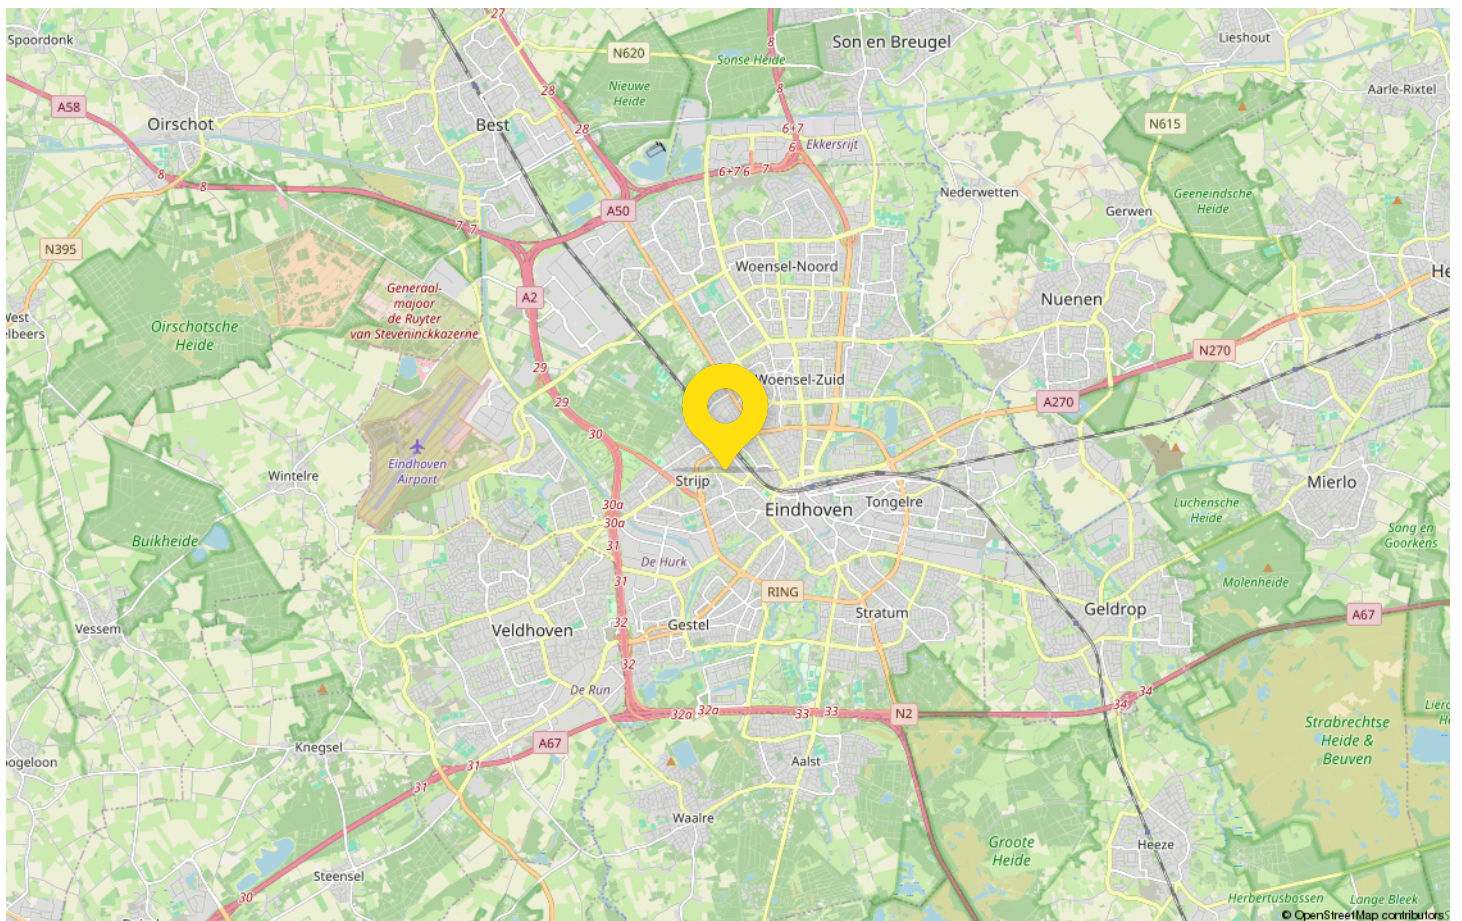 27
Spoordonk
N620
Sonse Heide
8
Son en Breugel
Lieshout
Nieuwe
Heide
28
8
Aarle-Rixtel
A58
Oirschot
Best
28
6+7
6
Ekkersrijt
N615
8
8
6+7
6
7
Nederwetten
Geeneindsche
Heide
Gerwen
A50
7
7
N395
Woensel-Noord
He
Generaal-
majoor
de Ruyter
van Steveninckkazerne
A2
Nuenen
West
elbeers
Oirschotsche
Heide
N270
29
Woensel-Zuid
29
A270
30
Eindhoven
Airport
Wintelre
Strijp
Mierlo
30a
30a
Eindhoven
Tongelre
Luchensche
Heide
Sang en
Goorkens
Buikheide
31
De Hurk
31
RING
Molenheide
Vessem
Veldhoven
32
Gestel
Stratum
Geldrop
A67
32
De Run
34
34
32a
32a
33
33
N2
Strabrechtse
Heide &
Beuven
Knegsel
A67
oogeloon
31
31
Aalst
Waalre
Groote
Heide
Heeze
Steensel
30
Herbertusbossen
Lange Bleek
© OpenStreetMap contributors